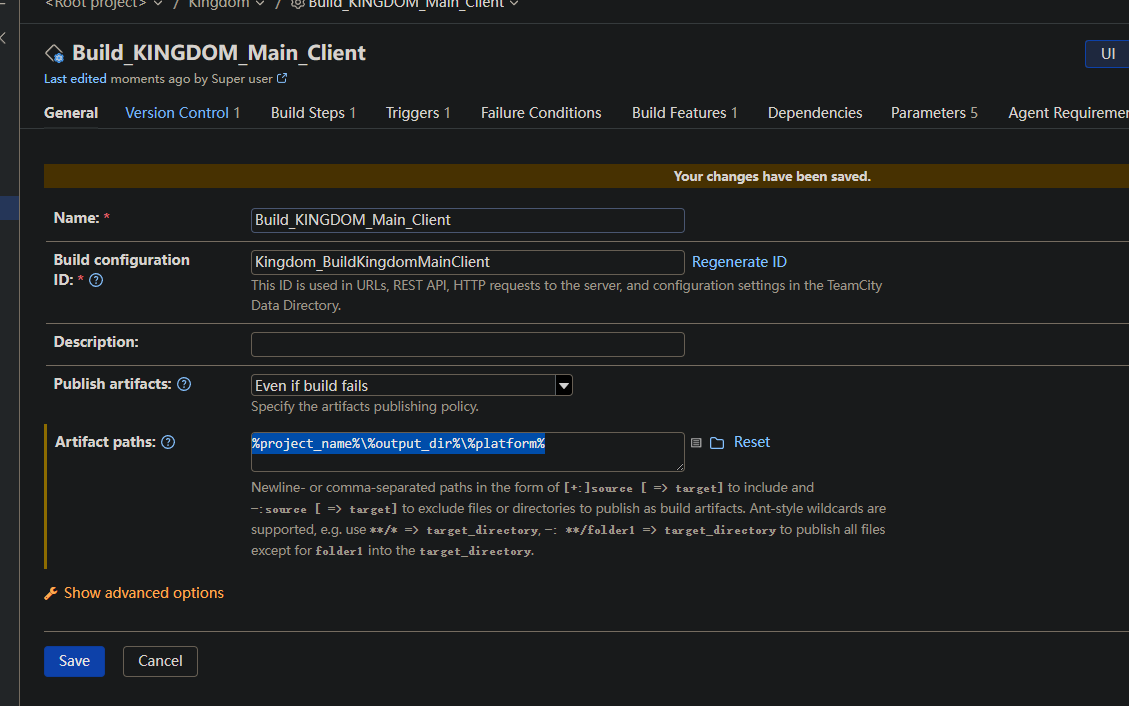 <Root project> / Kingdom / Build_KINGDOM_Main_Client
Build_KINGDOM_Main_Client
UI
Last edited moments ago by Super user
General Version Control 1 Build Steps 1 Triggers 1 Failure Conditions Build Features 1 Dependencies Parameters 5 Agent Requiremen
Your changes have been saved.
Name: * Build_KINGDOM_Main_Client
Build configuration
ID: * Kingdom_BuildKingdomMainClient Regenerate ID
This ID is used in URLs, REST API, HTTP requests to the server, and configuration settings in the TeamCity
Data Directory.
Description:
Publish artifacts: Even if build fails
Specify the artifacts publishing policy.
Artifact paths: %project_name%\%output_dir%\%platform% Reset
Newline- or comma-separated paths in the form of [+:]source [ => target] to include and
-:source [ => target] to exclude files or directories to publish as build artifacts. Ant-style wildcards are
supported, e.g. use **/* => target_directory, -: **/folder1 => target_directory to publish all files
except for folder1 into the target_directory.
Show advanced options
Save Cancel